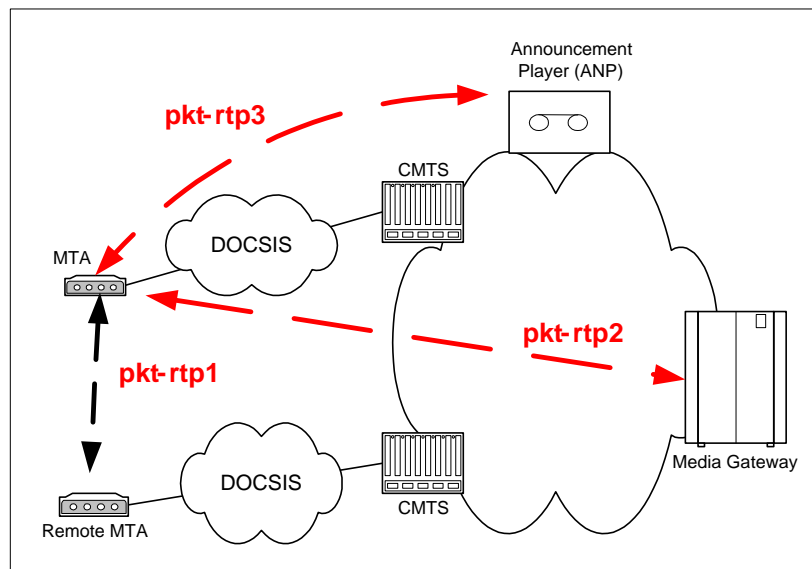 Announcement
Player (ANP)
pkt-rtp3
CMTS
DOCSIS
MTA
pkt-rtp2
pkt-rtp1
Media Gateway
DOCSIS
CMTS
Remote MTA